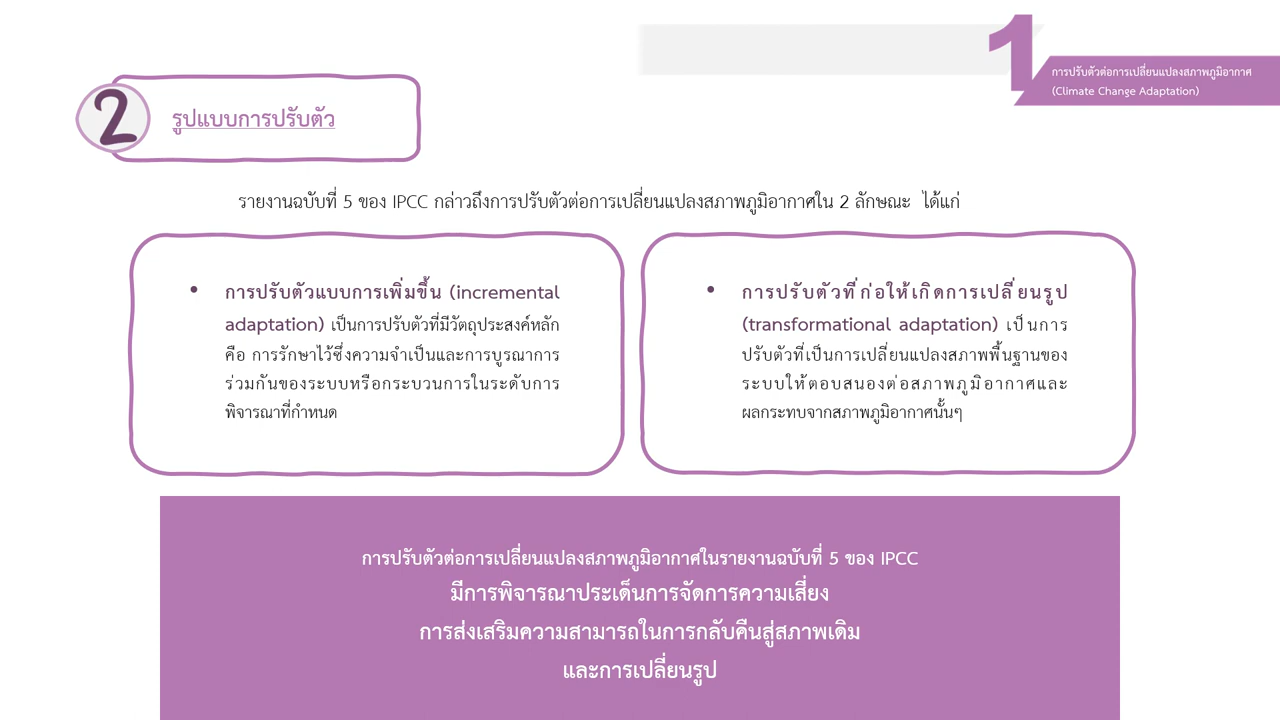 1
การปรับตัวต่อการเปลี่ยนแปลงสภาพภูมิอากาศ
(Climate Change Adaptation)
2
รูปแบบการปรับตัว
รายงานฉบับที่ 5 ของ IPCC กล่าวถึงการปรับตัวต่อการเปลี่ยนแปลงสภาพภูมิอากาศใน 2 ลักษณะ ได้แก่
• การปรับตัวแบบการเพิ่มขึ้น (incremental
adaptation) เป็นการปรับตัวที่มีวัตถุประสงค์หลัก
คือ การรักษาไว้ซึ่งความจำเป็นและการบูรณาการ
ร่วมกันของระบบหรือกระบวนการในระดับการ
พิจารณาที่กำหนด
• การปรับตัวที่ก่อให้เกิดการเปลี่ยนรูป
(transformational adaptation) เป็นการ
ปรับตัวที่เป็นการเปลี่ยนแปลงสภาพพื้นฐานของ
ระบบให้ตอบสนองต่อสภาพภูมิอากาศและ
ผลกระทบจากสภาพภูมิอากาศนั้นๆ
การปรับตัวต่อการเปลี่ยนแปลงสภาพภูมิอากาศในรายงานฉบับที่ 5 ของ IPCC
มีการพิจารณาประเด็นการจัดการความเสี่ยง
การส่งเสริมความสามารถในการกลับคืนสู่สภาพเดิม
และการเปลี่ยนรูป